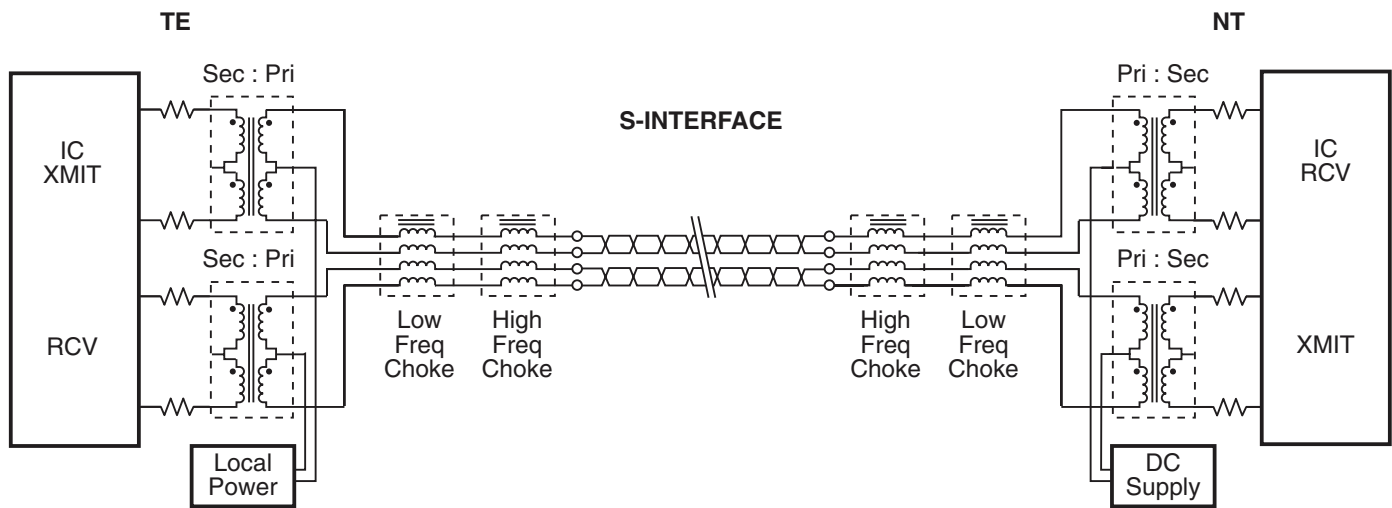 TE
NT
Sec : Pri
Pri : Sec
S-INTERFACE
IC
XMIT
IC
RCV
Sec : Pri
Pri : Sec
RCV
XMIT
Low
Freq
Choke
High
Freq
Choke
High
Freq
Choke
Low
Freq
Choke
Local
Power
DC
Supply